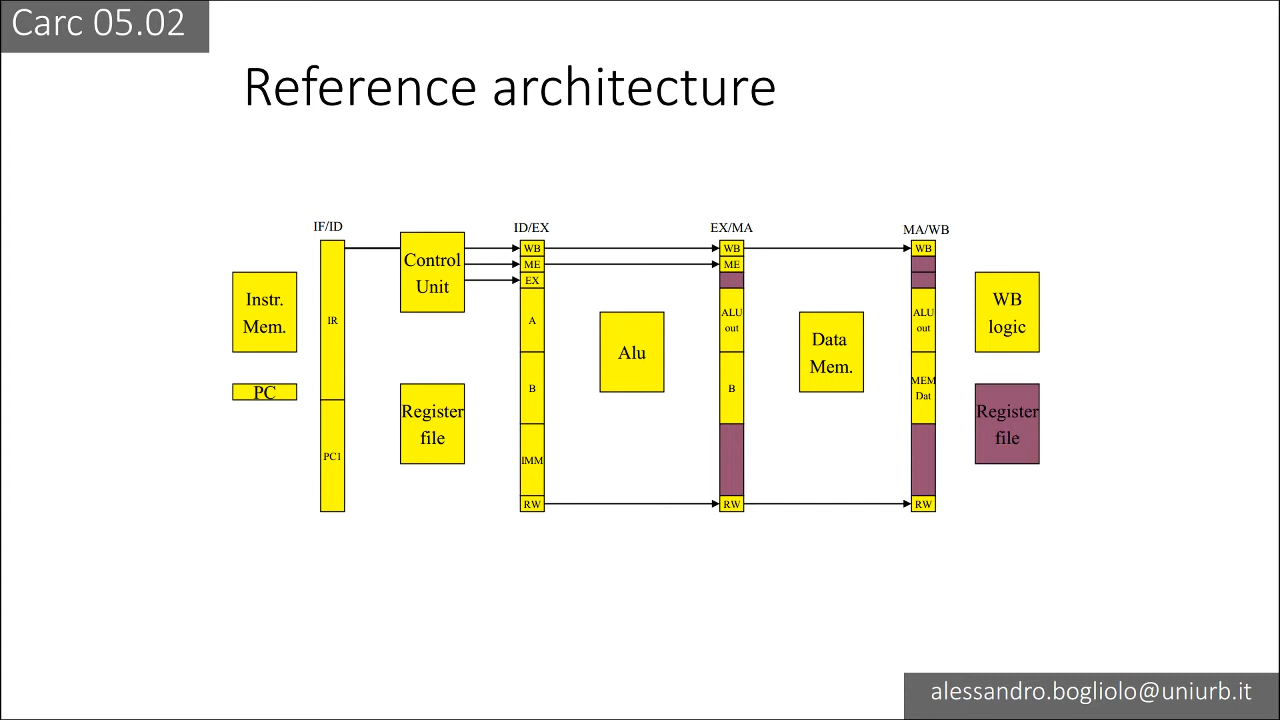 Carc 05.02
Reference architecture
IF/ID
ID/EX
EX/MA
MA/WB
Instr.
Mem.
PC
IR
PC1
Control
Unit
Register
file
WB
ME
EX
A
B
IMM
RW
Alu
WB
ME
ALU
out
B
RW
Data
Mem.
WB
ALU
out
MEM
Dat
RW
WB
logic
Register
file
alessandro.bogliolo@uniurb.it